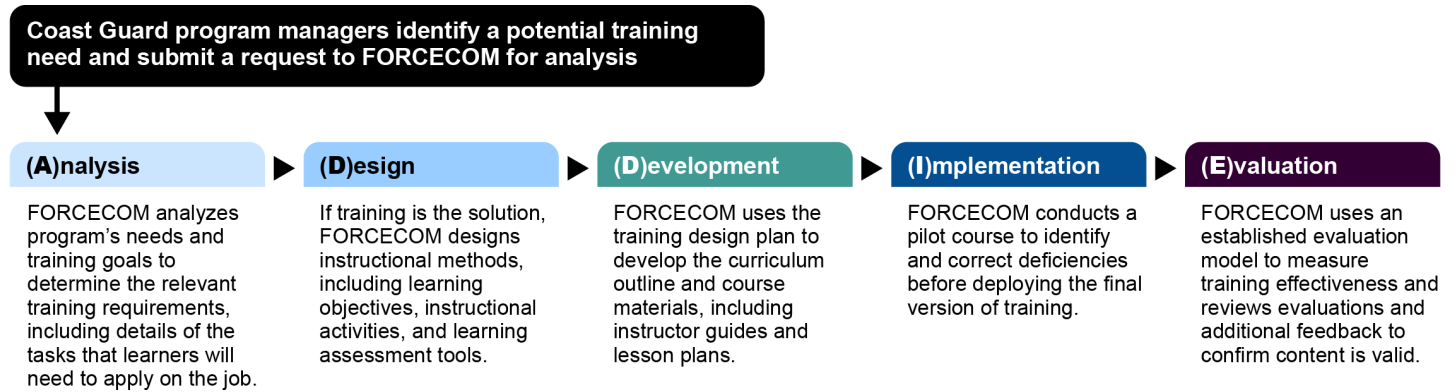 Coast Guard program managers identify a potential training
need and submit a request to FORCECOM for analysis
(A)nalysis
FORCECOM analyzes
program's needs and
training goals to
determine the relevant
training requirements,
including details of the
tasks that learners will
need to apply on the job.
(D)esign
If training is the solution,
FORCECOM designs
instructional methods,
including learning
objectives, instructional
activities, and learning
assessment tools.
(D)evelopment
FORCECOM uses the
training design plan to
develop the curriculum
outline and course
materials, including
instructor guides and
lesson plans.
(I)mplementation
FORCECOM conducts a
pilot course to identify
and correct deficiencies
before deploying the final
version of training.
(E)valuation
FORCECOM uses an
established evaluation
model to measure
training effectiveness and
reviews evaluations and
additional feedback to
confirm content is valid.